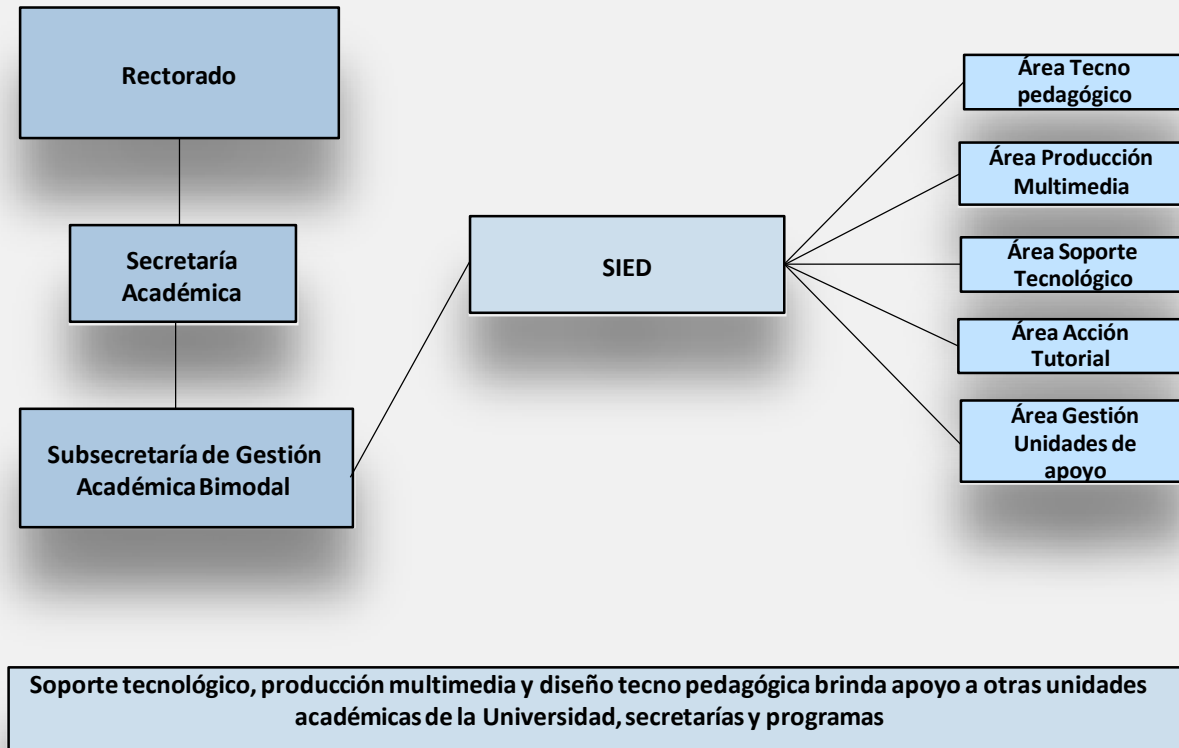 Rectorado
Secretaría
Académica
Subsecretaría de Gestión
Académica Bimodal
SIED
Área Tecno
pedagógico
Área Producción
Multimedia
Área Soporte
Tecnológico
Área Acción
Tutorial
Área Gestión
Unidades de
apoyo
Soporte tecnológico, producción multimedia y diseño tecno pedagógica brinda apoyo a otras unidades
académicas de la Universidad, secretarías y programas